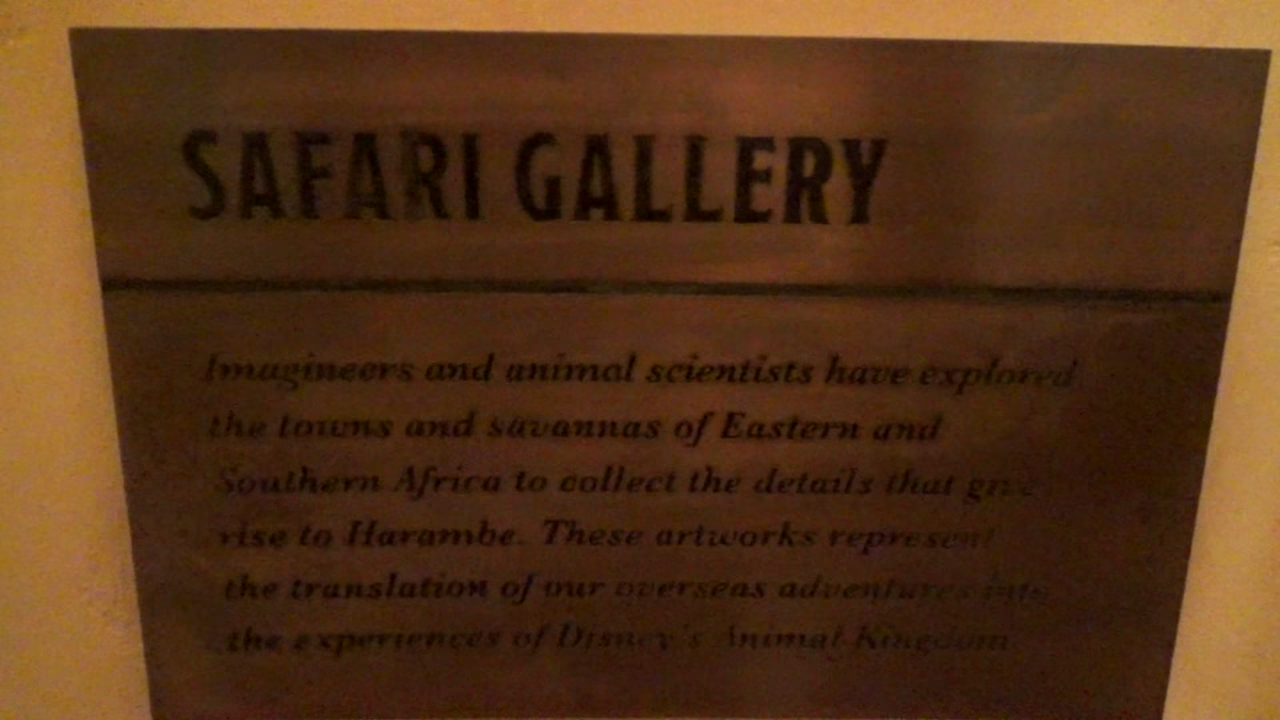 SAFARI GALLERY
Imagineers and animal scientists have explored
the towns and savannas of Eastern and
Southern Africa to collect the details that give
rise to Harambe. These artworks represent
the translation of our overseas adventures into
the experiences of Disney's Animal Kingdom.